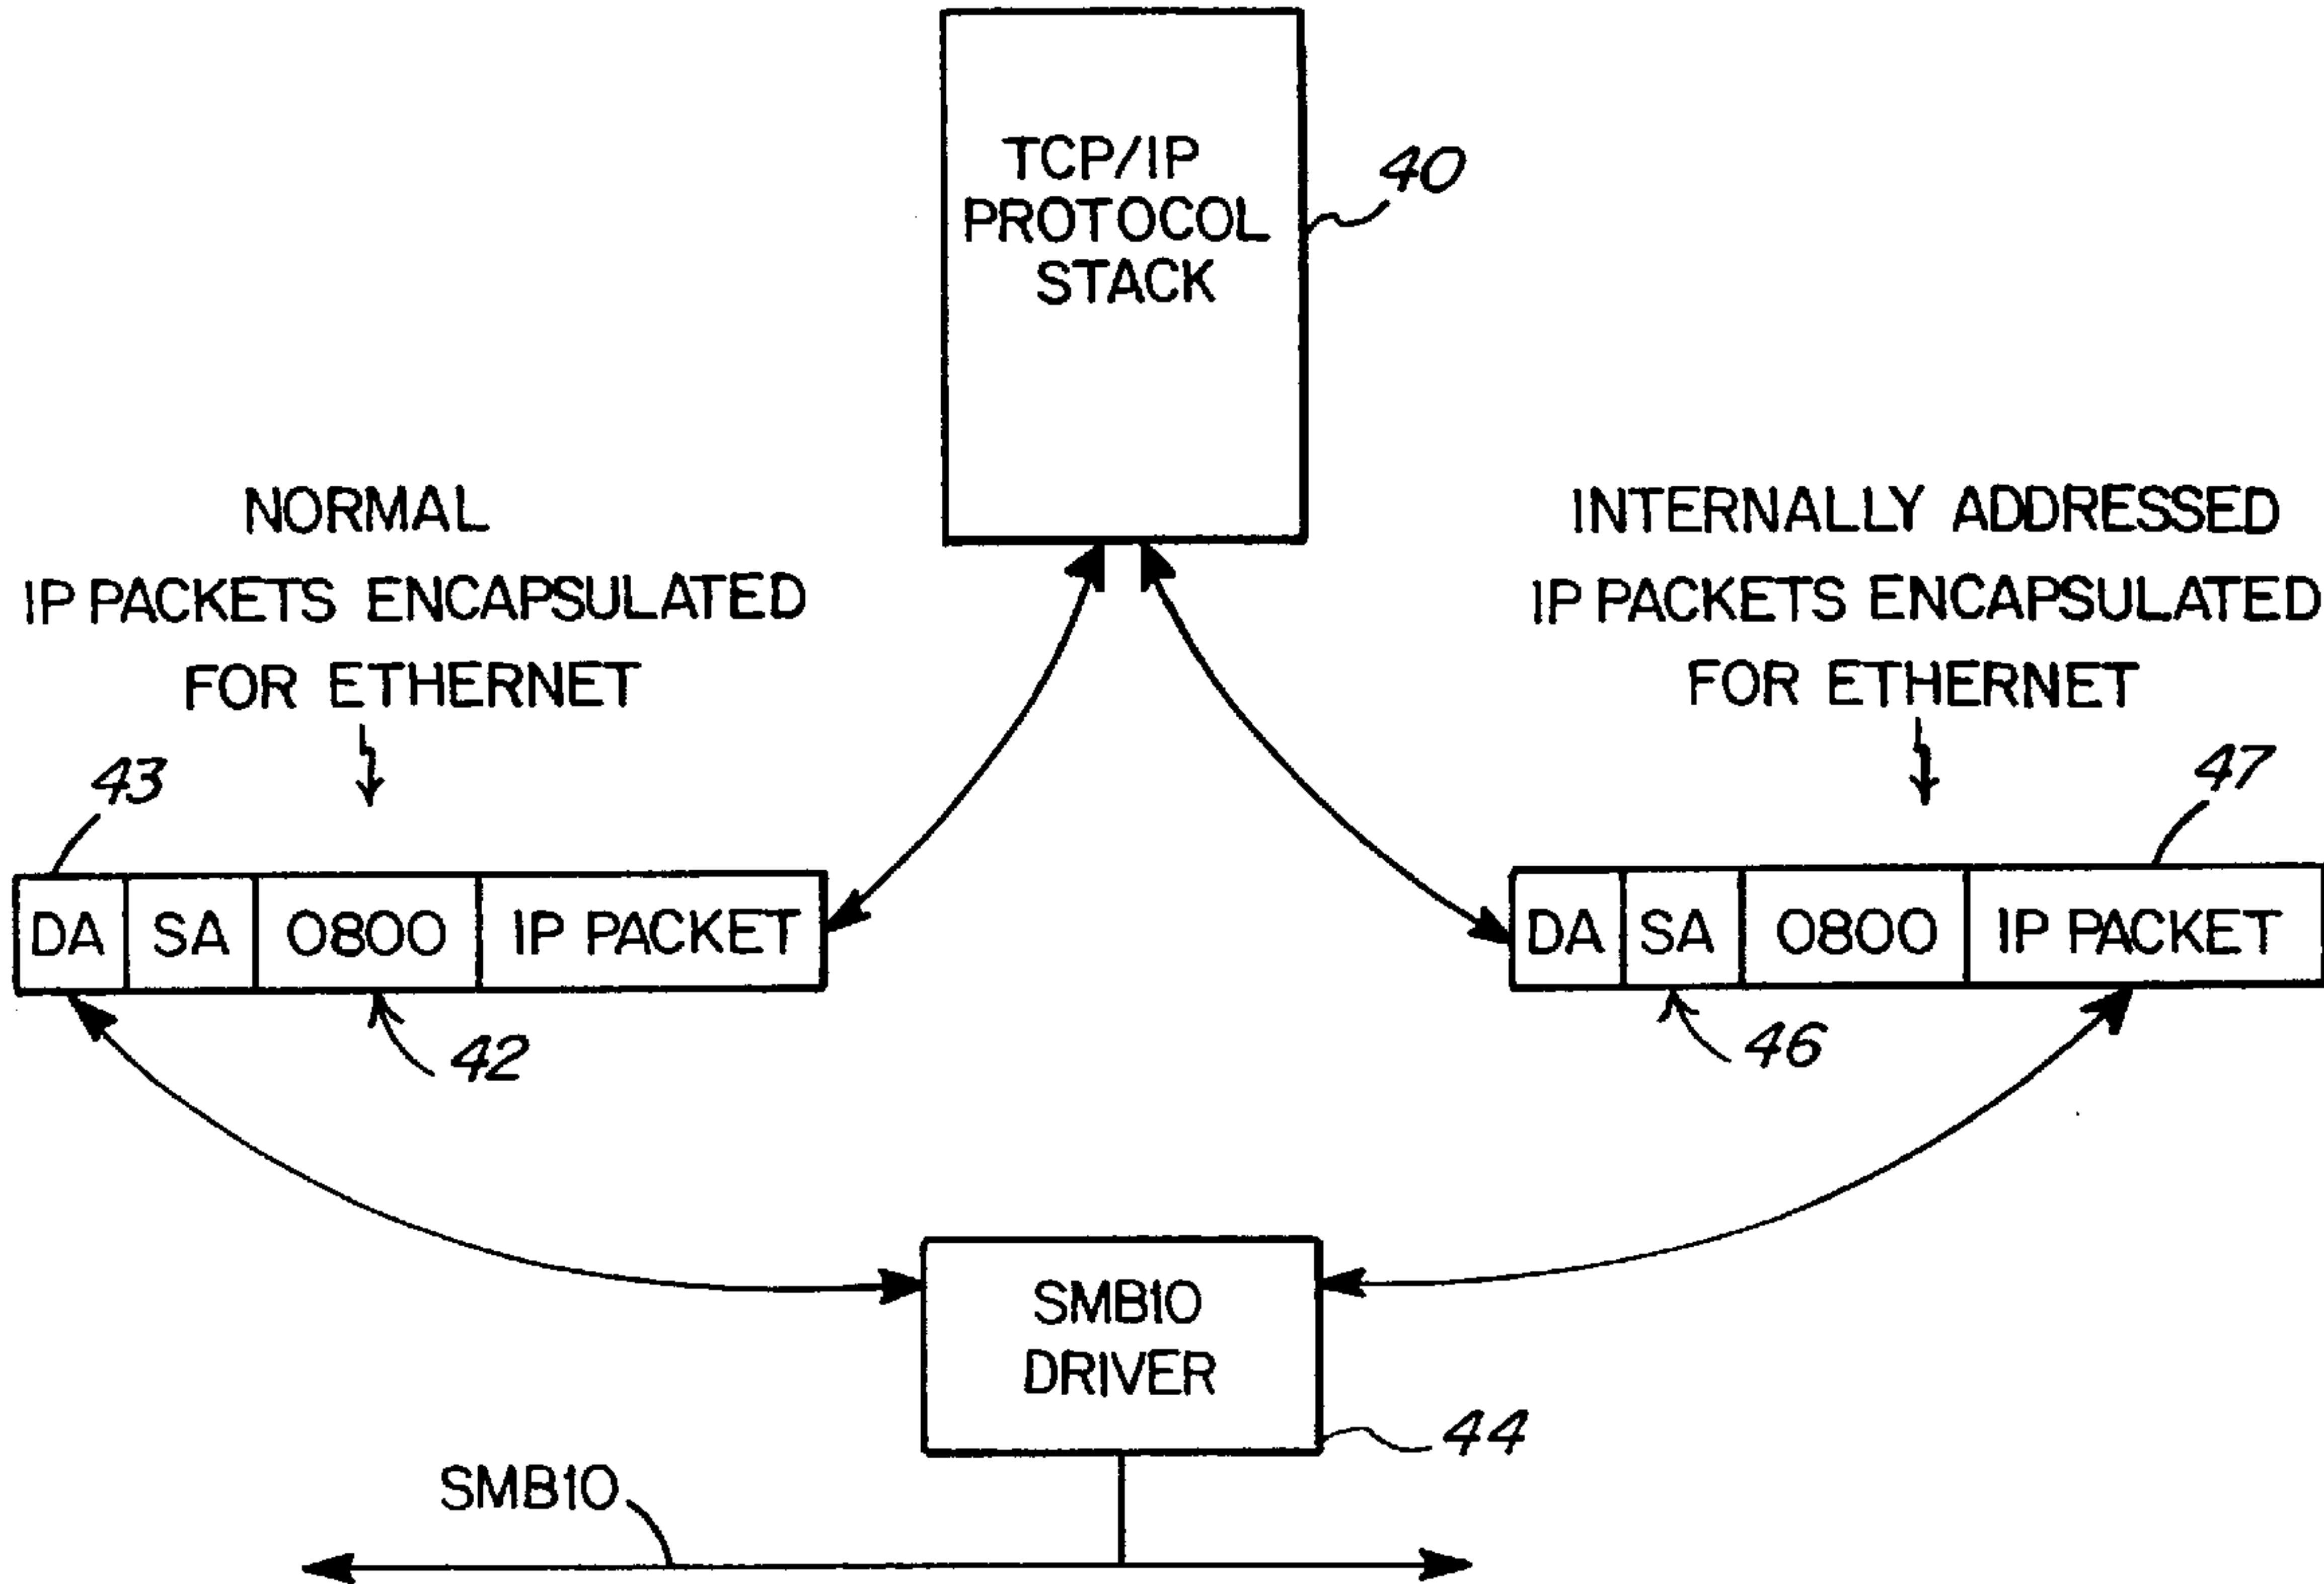 TCP/IP
PROTOCOL
STACK
40
NORMAL
IP PACKETS ENCAPSULATED
FOR ETHERNET
INTERNALLY ADDRESSED
IP PACKETS ENCAPSULATED
FOR ETHERNET
43
47
DA SA 0800 IP PACKET
DA SA 0800 IP PACKET
42
46
SMB10
DRIVER
44
SMB10